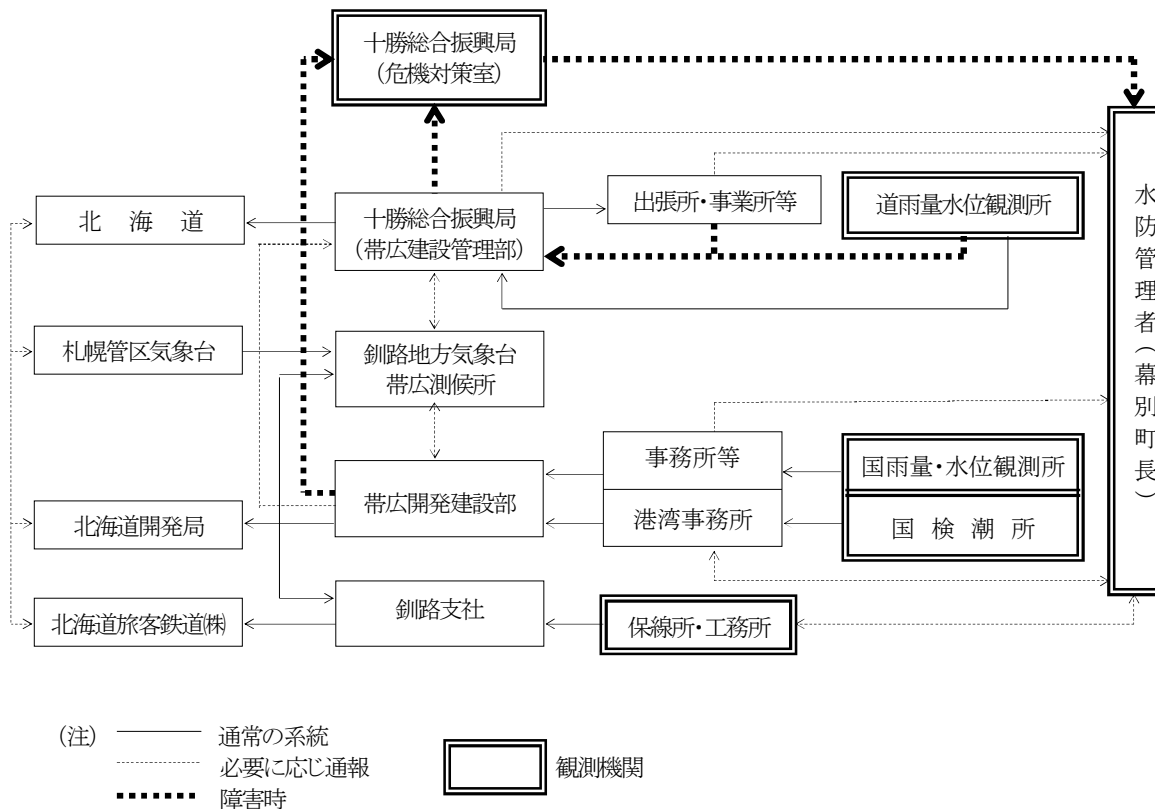 十勝総合振興局
（危機対策室）
北　海　道
十勝総合振興局
（帯広建設管理部）
出張所・事業所等
道雨量水位観測所
水防管理者（幕別町長）
札幌管区気象台
釧路地方気象台
帯広測候所
事務所等
国雨量・水位観測所
北海道開発局
帯広開発建設部
港湾事務所
国　検　潮　所
北海道旅客鉄道㈱
釧路支社
保線所・工務所
（注）
通常の系統
必要に応じ通報
障害時
観測機関